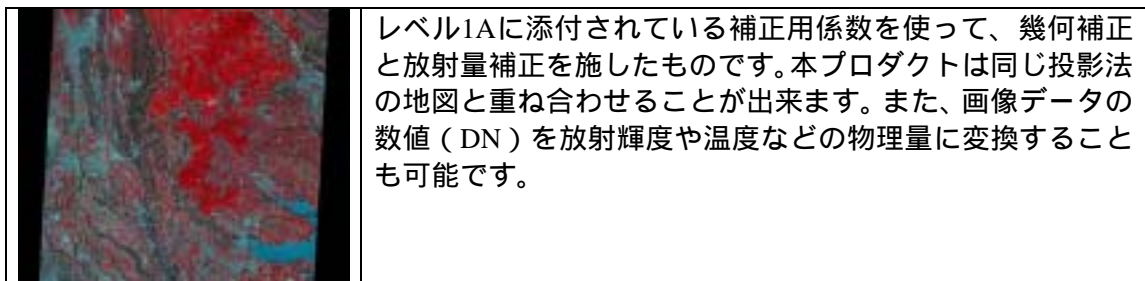 レベル1Aに添付されている補正用係数を使って、幾何補正
と放射量補正を施したものです。本プロダクトは同じ投影法
の地図と重ね合わせることが出来ます。また、画像データの
数値（DN）を放射輝度や温度などの物理量に変換すること
も可能です。